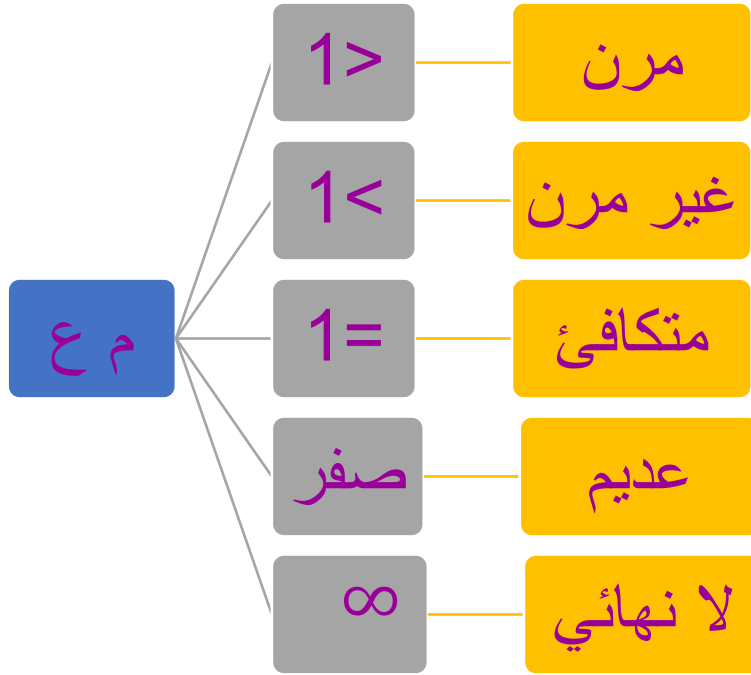 م ع
1>
مرن
1<
غير مرن
1=
متكافئ
صفر
عديم
∞
لا نهائي